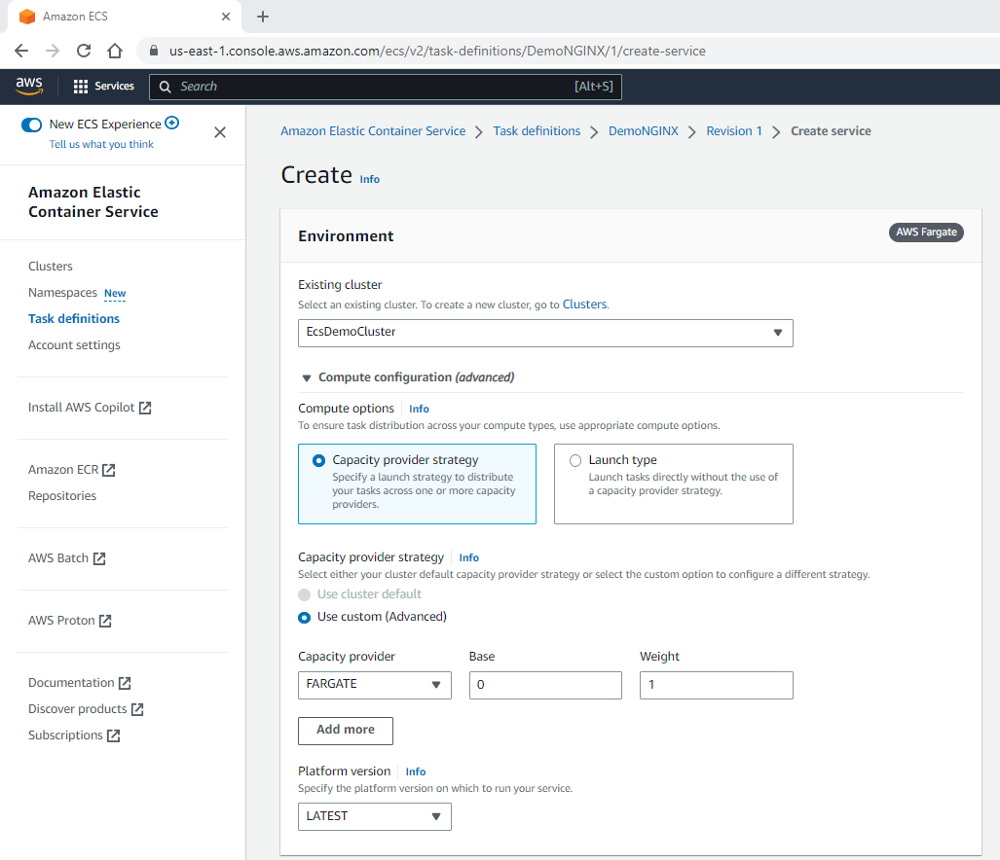 Amazon ECS
us-east-1.console.aws.amazon.com/ecs/v2/task-definitions/DemoNGINX/1/create-service
aws
Services
Search
[Alt+S]
New ECS Experience
Tell us what you think
Amazon Elastic
Container Service
Clusters
Namespaces New
Task definitions
Account settings
Install AWS Copilot
Amazon ECR
Repositories
AWS Batch
AWS Proton
Documentation
Discover products
Subscriptions
Amazon Elastic Container Service > Task definitions > DemoNGINX > Revision 1 > Create service
Create Info
Environment
AWS Fargate
Existing cluster
Select an existing cluster. To create a new cluster, go to Clusters.
EcsDemoCluster
Compute configuration (advanced)
Compute options Info
To ensure task distribution across your compute types, use appropriate compute options.
Capacity provider strategy
Specify a launch strategy to distribute
your tasks across one or more capacity
providers.
Launch type
Launch tasks directly without the use of
a capacity provider strategy.
Capacity provider strategy Info
Select either your cluster default capacity provider strategy or select the custom option to configure a different strategy.
Use cluster default
Use custom (Advanced)
Capacity provider Base Weight
FARGATE 0 1
Add more
Platform version Info
Specify the platform version on which to run your service.
LATEST